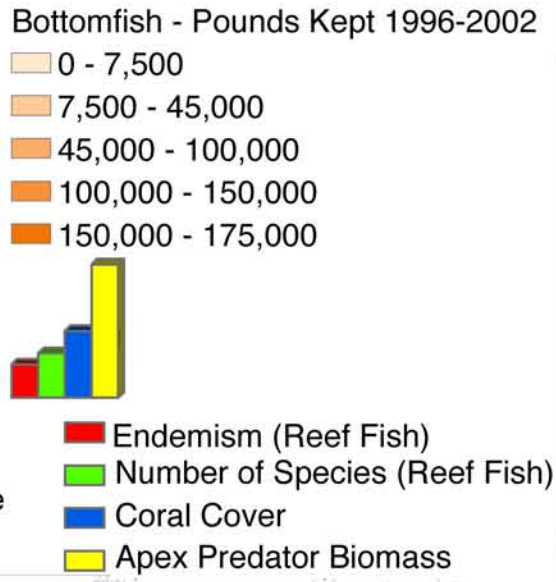 Bottomfish - Pounds Kept 1996-2002
0 - 7,500
7,500 - 45,000
45,000 - 100,000
100,000 - 150,000
150,000 - 175,000
Endemism (Reef Fish)
Number of Species (Reef Fish)
e
Coral Cover
Apex Predator Biomass